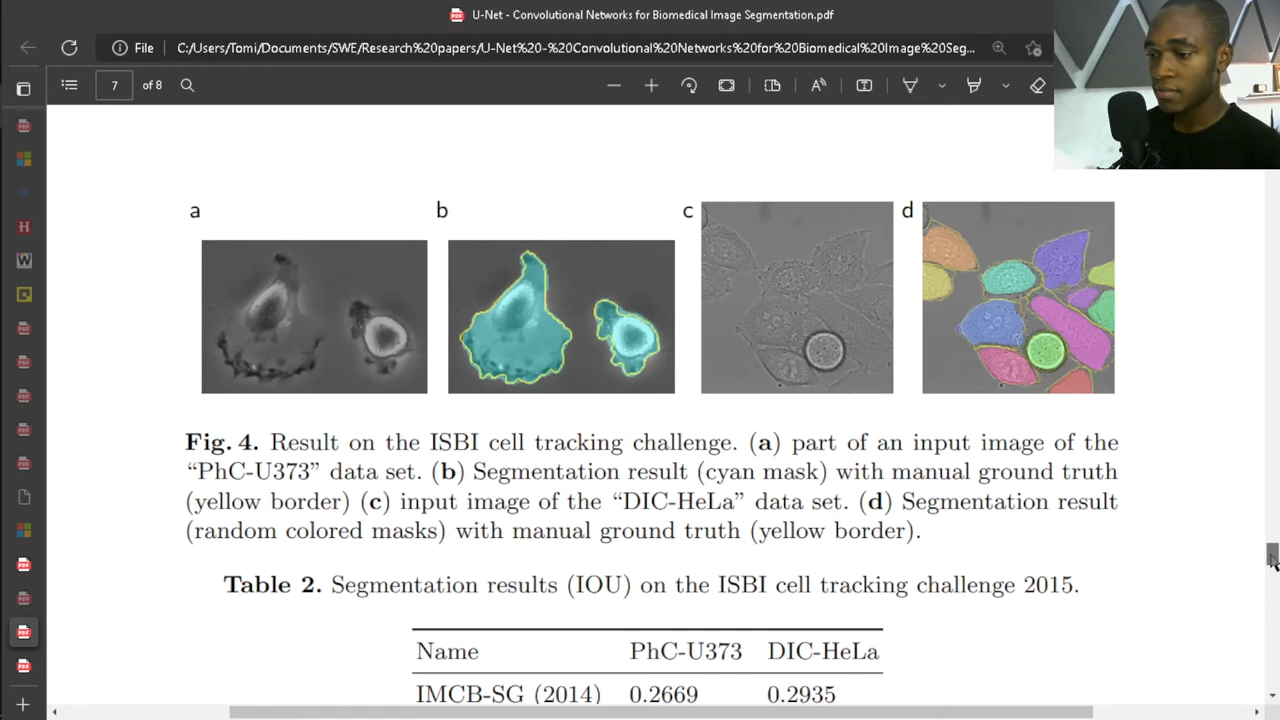 U-Net - Convolutional Networks for Biomedical Image Segmentation.pdf
File C:/Users/Tomi/Documents/SWE/Research%20papers/U-Net%20-%20Convolutional%20Networks%20for%20Biomedical%20Image%20Seg...
7 of 8
a b c d
Fig. 4. Result on the ISBI cell tracking challenge. (a) part of an input image of the
“PhC-U373” data set. (b) Segmentation result (cyan mask) with manual ground truth
(yellow border) (c) input image of the “DIC-HeLa” data set. (d) Segmentation result
(random colored masks) with manual ground truth (yellow border).
Table 2. Segmentation results (IOU) on the ISBI cell tracking challenge 2015.
Name PhC-U373 DIC-HeLa
IMCB-SG (2014) 0.2669 0.2935